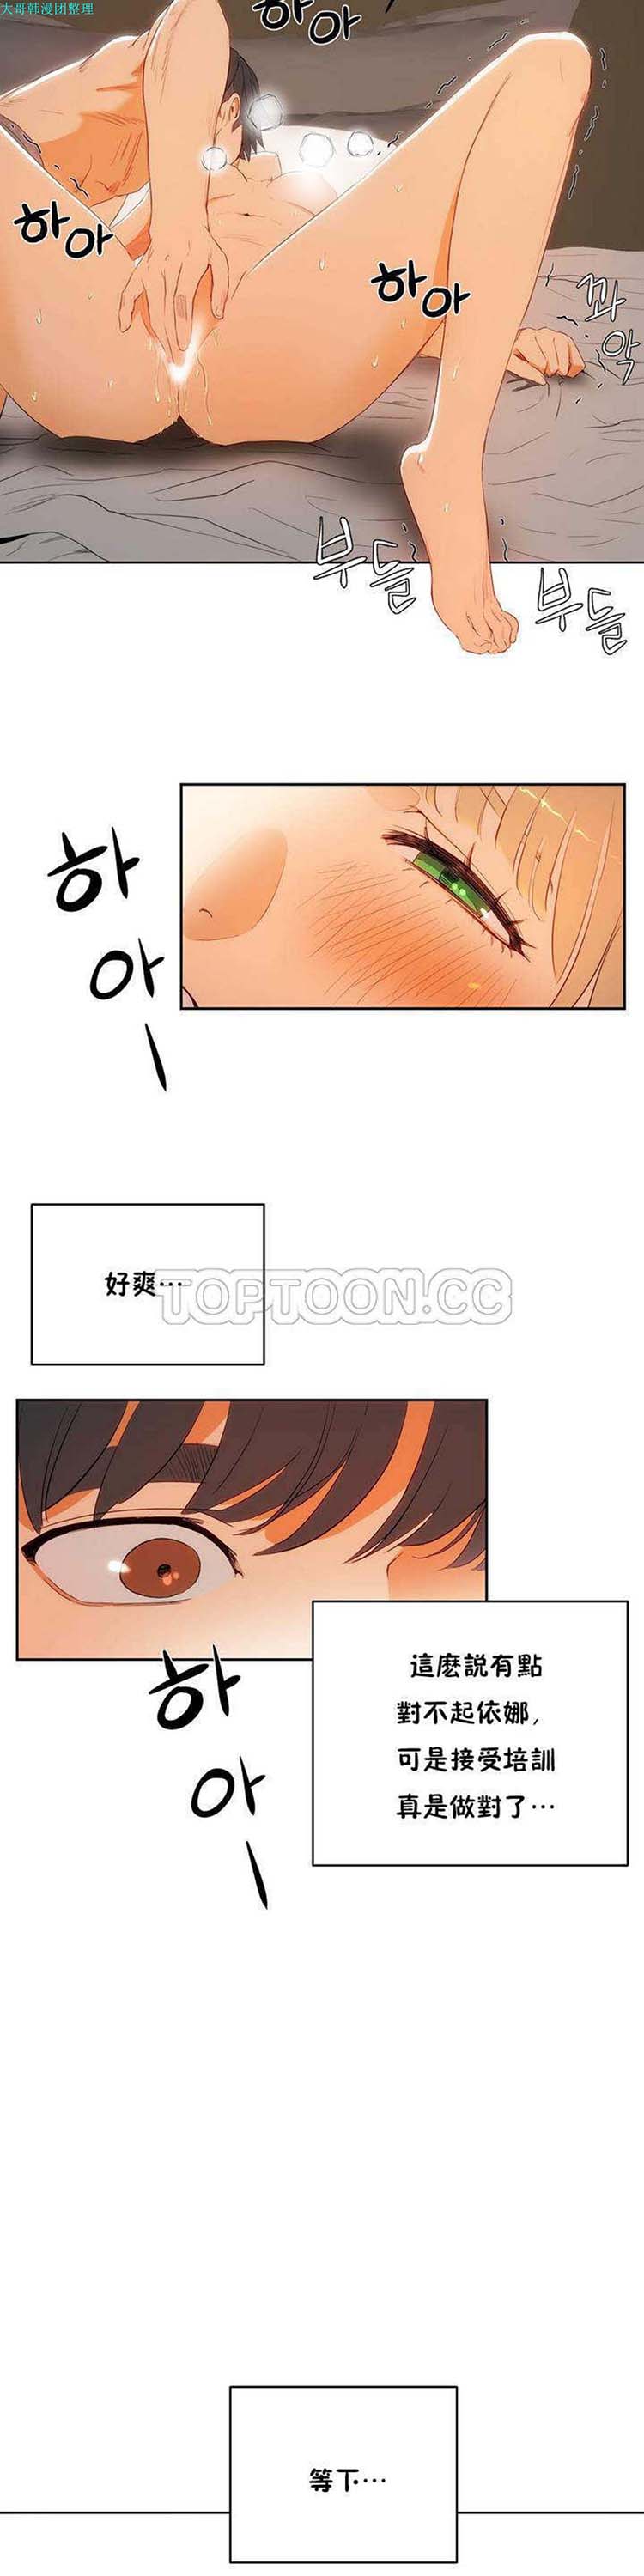 大哥韩漫团整理
하아
하아
하아
꽈악
부들
부들
하
아
ㅣ
好爽…
TOPTOON.CC
這麼說有點
對不起依娜,
可是接受培訓
真是做對了…
하
아
ㅣ
等下…